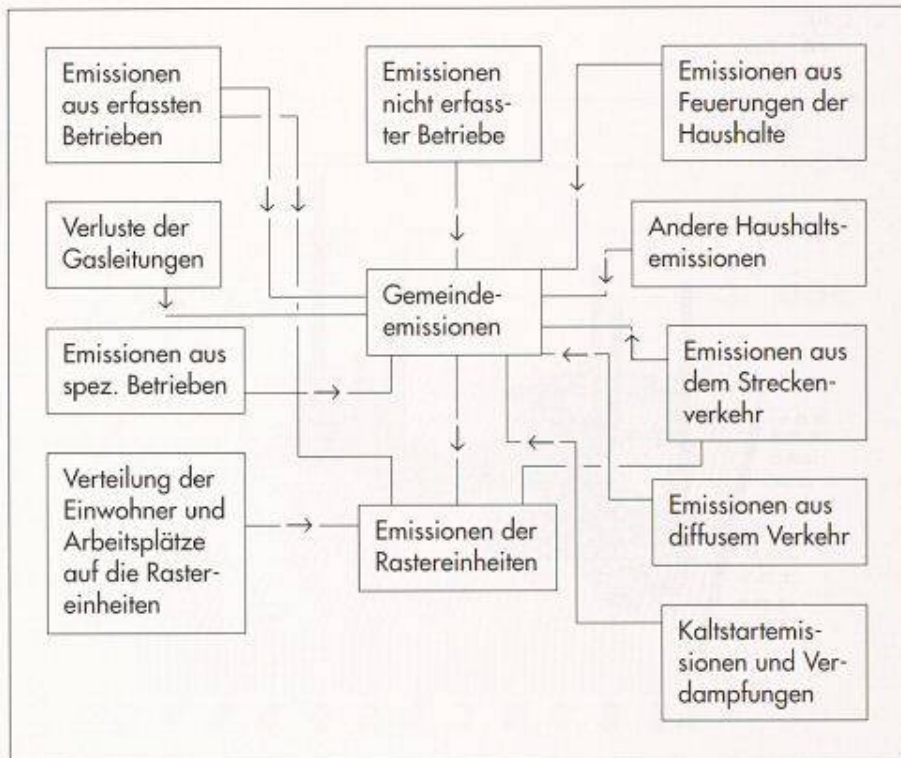 Emissionen
aus erfassten
Betrieben
Emissionen
nicht erfass-
ter Betriebe
Emissionen aus
Feuerungen der
Haushalte
Verluste der
Gasleitungen
Andere Haushalts-
emissionen
Gemeinde-
emissionen
Emissionen aus
spez. Betrieben
Emissionen aus
dem Strecken-
verkehr
Verteilung der
Einwohner und
Arbeitsplätze
auf die Raster-
einheiten
Emissionen der
Rastereinheiten
Emissionen aus
diffusem Verkehr
Kaltstartemis-
sionen und Ver-
dampfungen